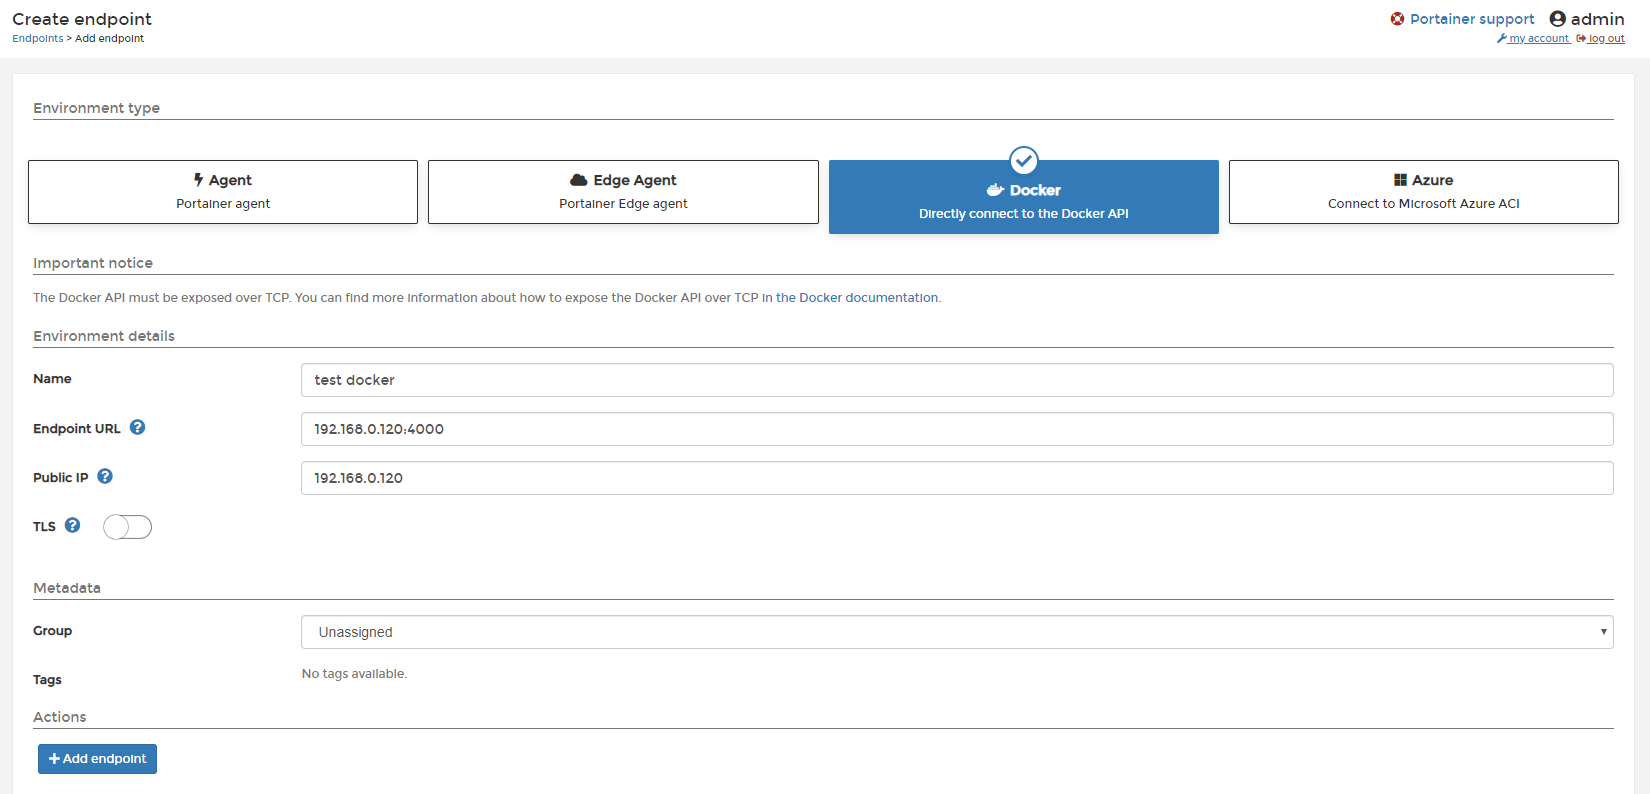 Create endpoint
Portainer support admin
Endpoints > Add endpoint
my account log out
Environment type
Agent
Portainer agent
Edge Agent
Portainer Edge agent
Docker
Directly connect to the Docker API
Azure
Connect to Microsoft Azure ACI
Important notice
The Docker API must be exposed over TCP. You can find more information about how to expose the Docker API over TCP in the Docker documentation.
Environment details
Name test docker
Endpoint URL ? 192.168.0.120:4000
Public IP ? 192.168.0.120
TLS ?
Metadata
Group Unassigned
Tags No tags available.
Actions
+ Add endpoint